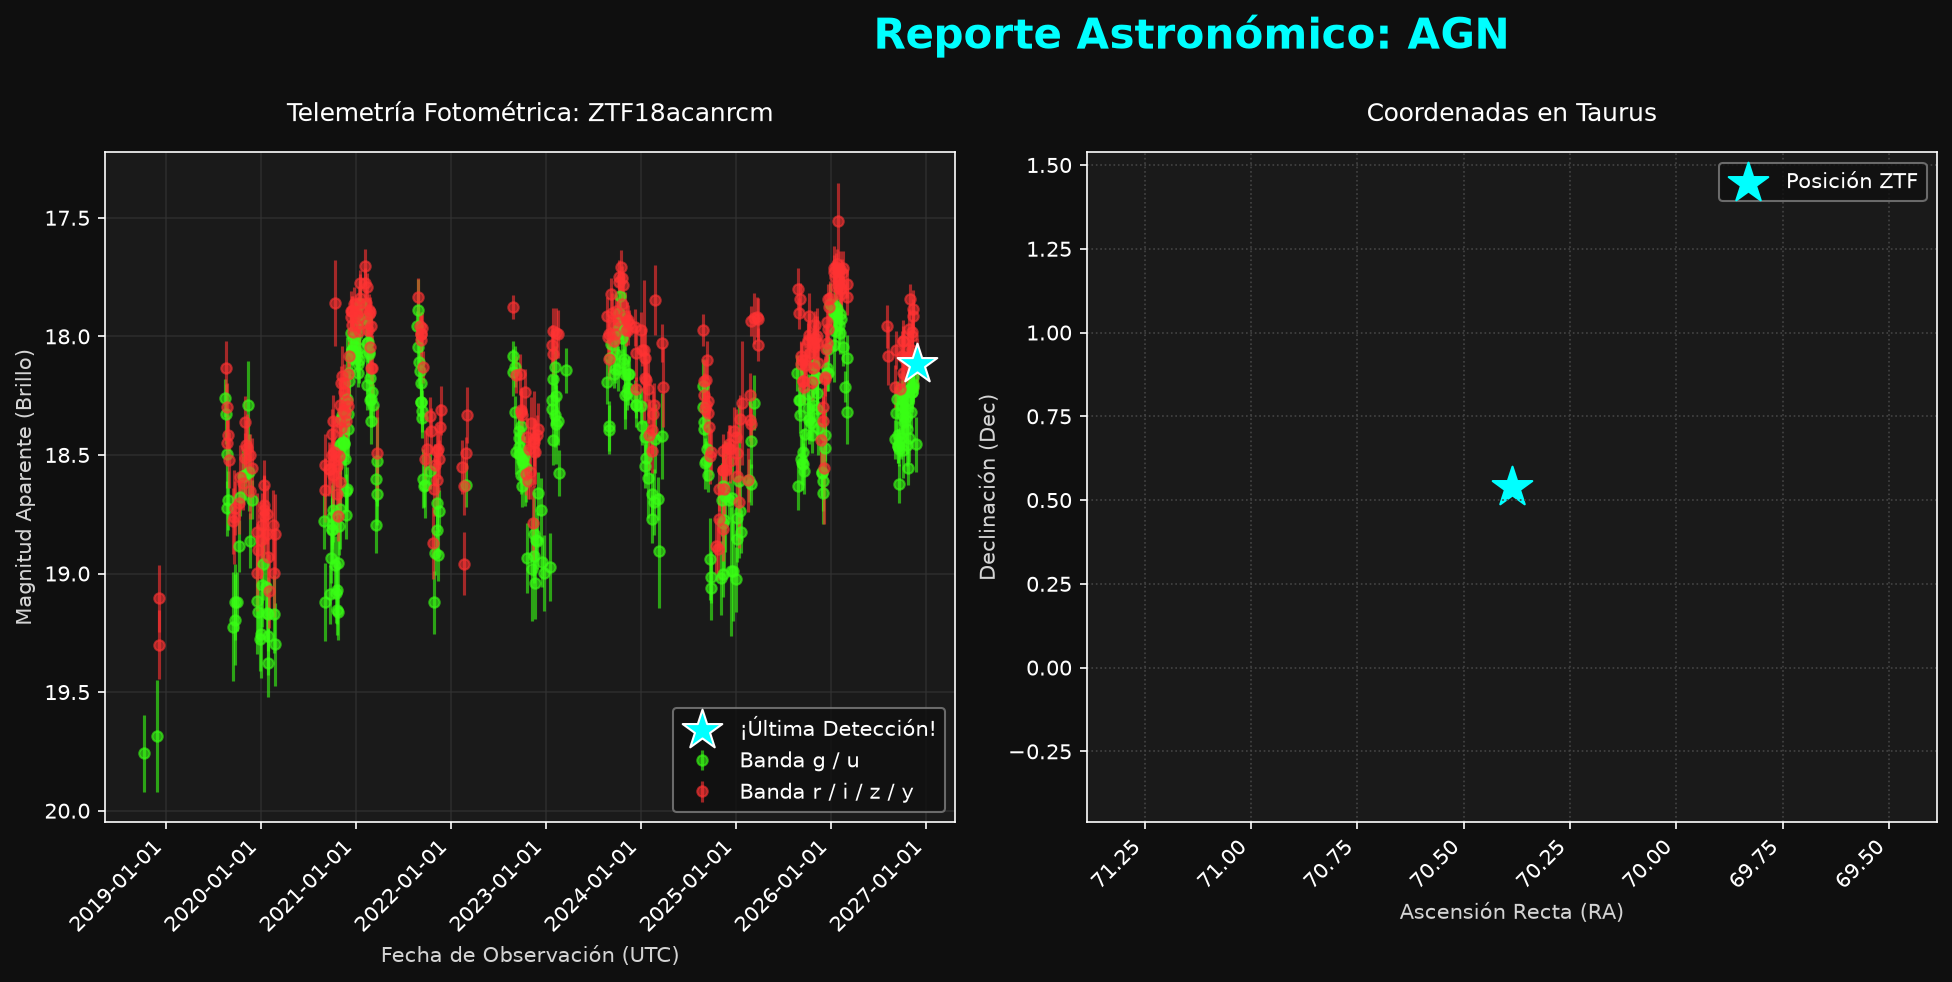 Reporte Astronómico: AGN
Telemetría Fotométrica: ZTF18acanrcm
Magnitud Aparente (Brillo)
17.5
18.0
18.5
19.0
19.5
20.0
¡Última Detección!
Banda g / u
Banda r / i / z / y
2019-01-01
2020-01-01
2021-01-01
2022-01-01
2023-01-01
2024-01-01
2025-01-01
2026-01-01
2027-01-01
Fecha de Observación (UTC)
Coordenadas en Taurus
Declinación (Dec)
1.50
1.25
1.00
0.75
0.50
0.25
0.00
−0.25
Posición ZTF
71.25
71.00
70.75
70.50
70.25
70.00
69.75
69.50
Ascensión Recta (RA)